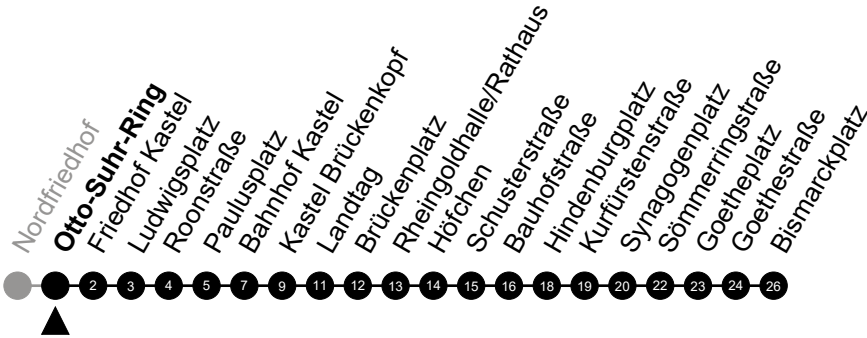 Nordfriedhof
Otto-Suhr-Ring
Friedhof Kastel
Ludwigsplatz
Roonstraße
Paulusplatz
Bahnhof Kastel
Kastel Brückenkopf
Landtag
Brückenplatz
Rheingoldhalle/Rathaus
Höfchen
Schusterstraße
Bauhofstraße
Hindenburgplatz
Kurfürstenstraße
Synagogenplatz
Sömmerringstraße
Goetheplatz
Goethestraße
Bismarckplatz
2 3 4 5 7 9 11 12 13 14 15 16 18 19 20 22 23 24 26